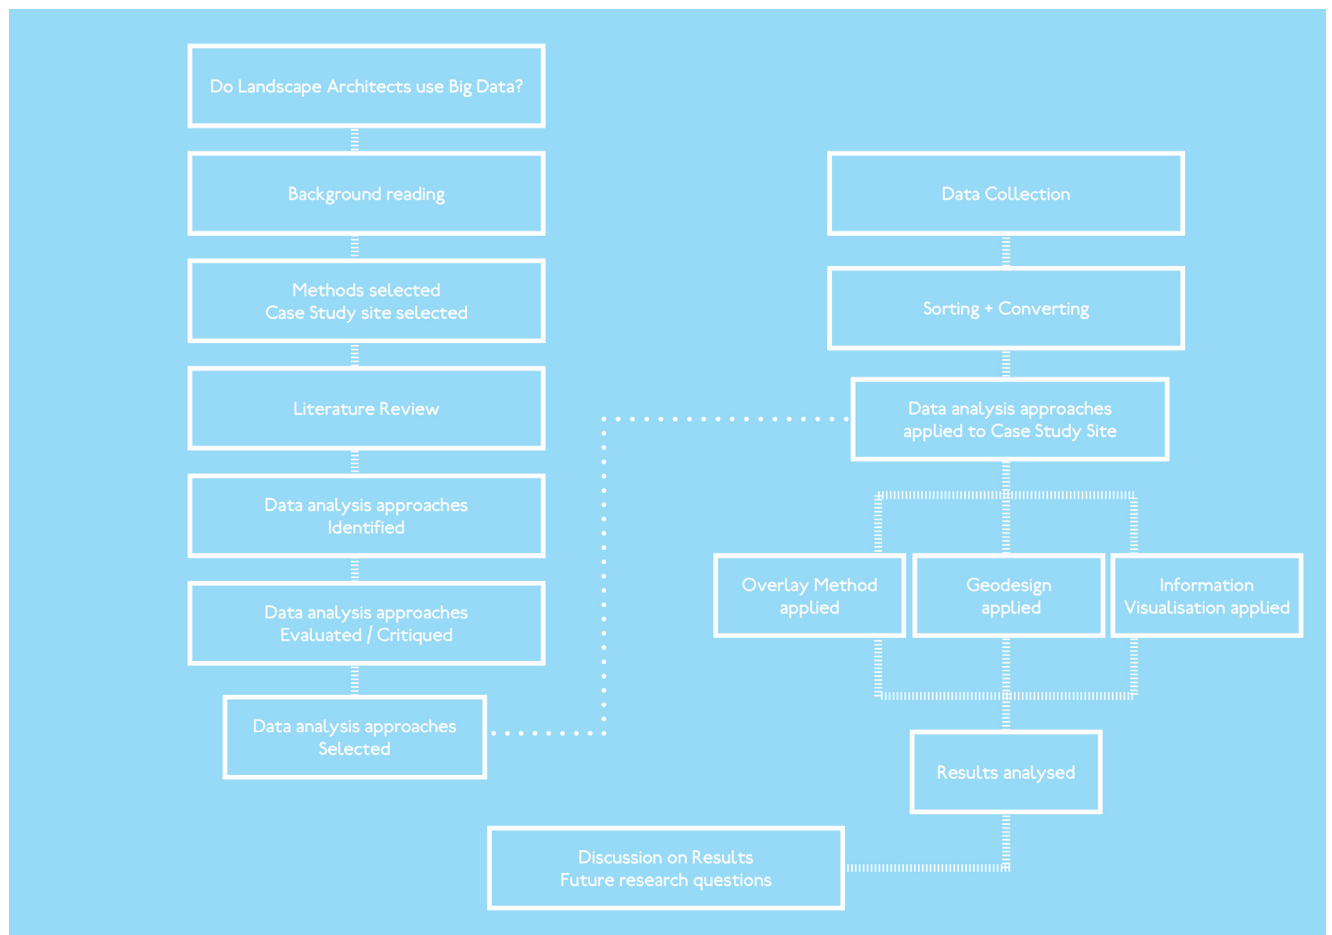 Do Landscape Architects use Big Data?
Background reading
Methods selected
Case Study site selected
Literature Review
Data analysis approaches
Identified
Data analysis approaches
Evaluated / Critiqued
Data analysis approaches
Selected
Data Collection
Sorting + Converting
Data analysis approaches
applied to Case Study Site
Overlay Method
applied
Geodesign
applied
Information
Visualisation applied
Results analysed
Discussion on Results
Future research questions